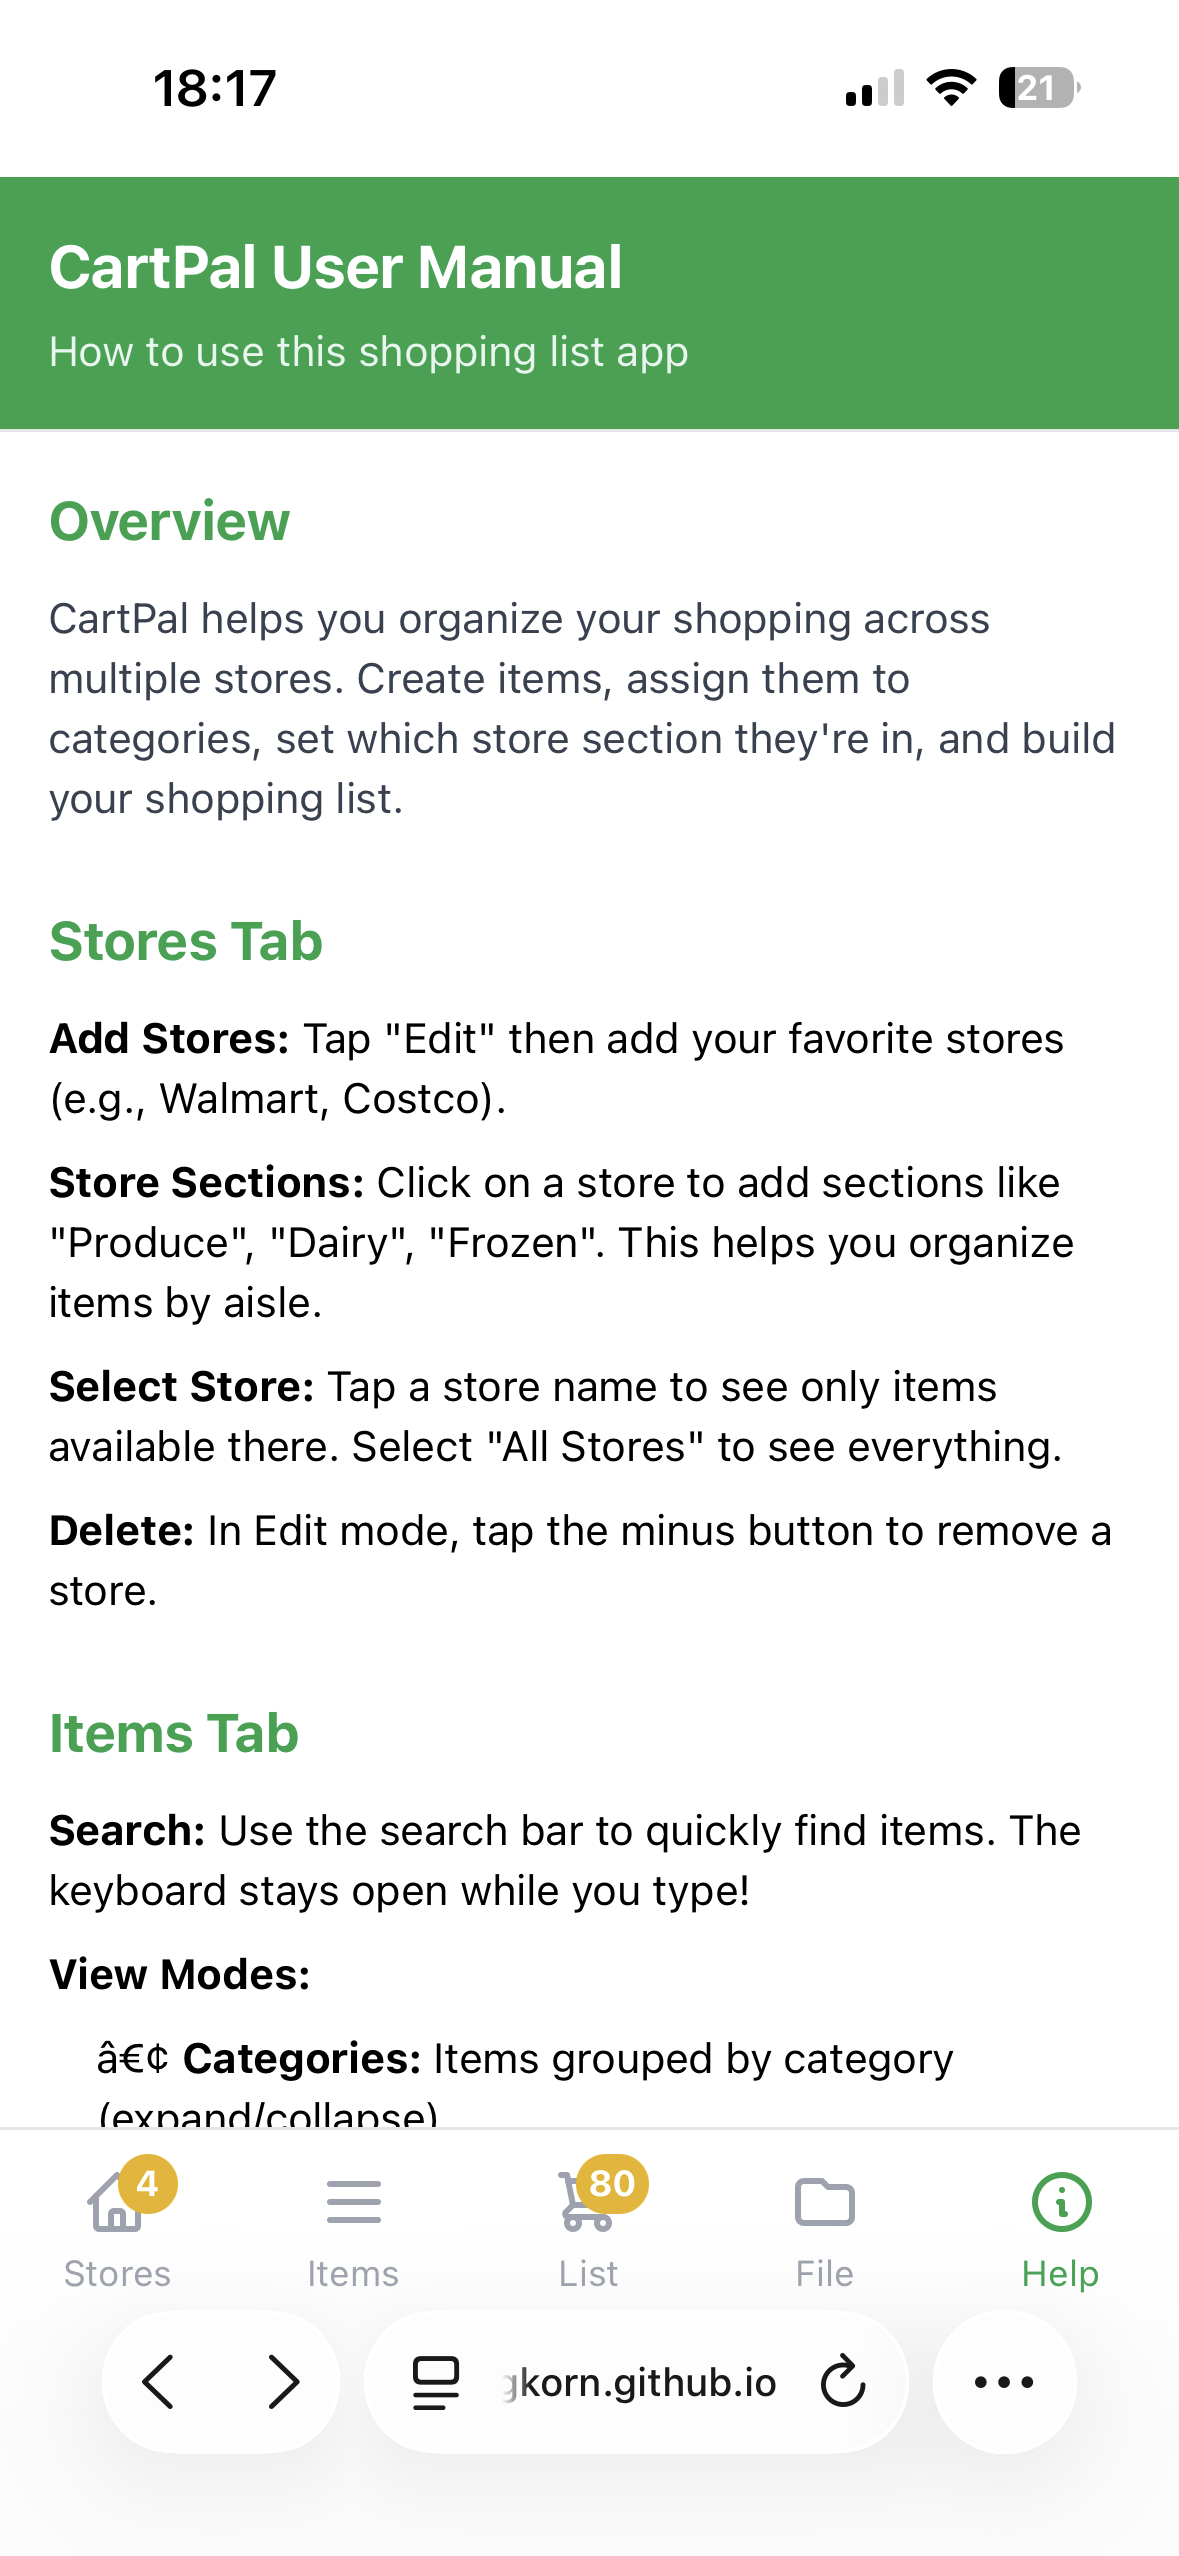 18:17
21
CartPal User Manual
How to use this shopping list app
Overview
CartPal helps you organize your shopping across
multiple stores. Create items, assign them to
categories, set which store section they're in, and build
your shopping list.
Stores Tab
Add Stores: Tap "Edit" then add your favorite stores
(e.g., Walmart, Costco).
Store Sections: Click on a store to add sections like
"Produce", "Dairy", "Frozen". This helps you organize
items by aisle.
Select Store: Tap a store name to see only items
available there. Select "All Stores" to see everything.
Delete: In Edit mode, tap the minus button to remove a
store.
Items Tab
Search: Use the search bar to quickly find items. The
keyboard stays open while you type!
View Modes:
â€¢ Categories: Items grouped by category
(expand/collapse)
4
80
Stores
Items
List
File
Help
gkorn.github.io